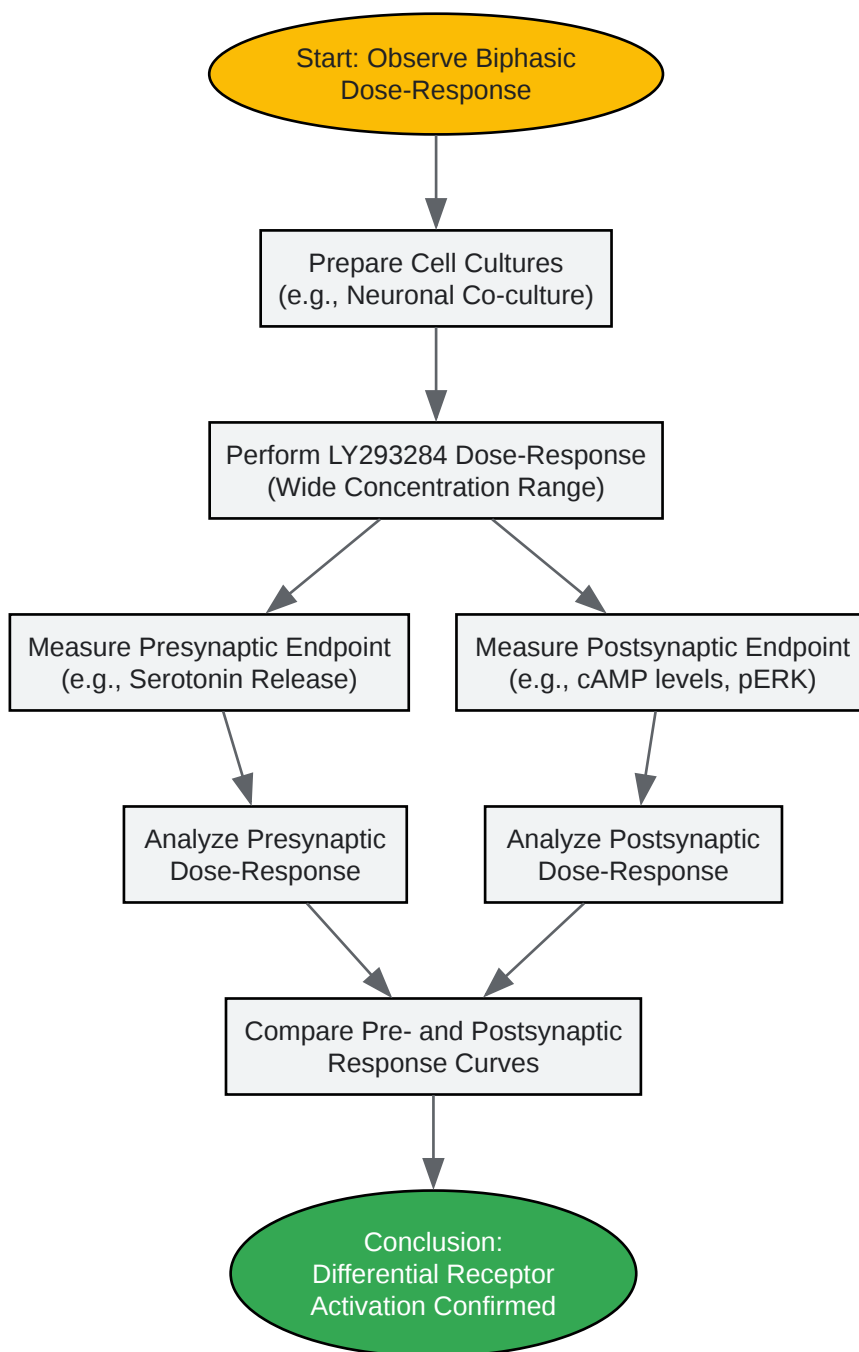 Start: Observe Biphasic
Dose-Response
Prepare Cell Cultures
(e.g., Neuronal Co-culture)
Perform LY293284 Dose-Response
(Wide Concentration Range)
Measure Presynaptic Endpoint
(e.g., Serotonin Release)
Measure Postsynaptic Endpoint
(e.g., cAMP levels, pERK)
Analyze Presynaptic
Dose-Response
Analyze Postsynaptic
Dose-Response
Compare Pre- and Postsynaptic
Response Curves
Conclusion:
Differential Receptor
Activation Confirmed